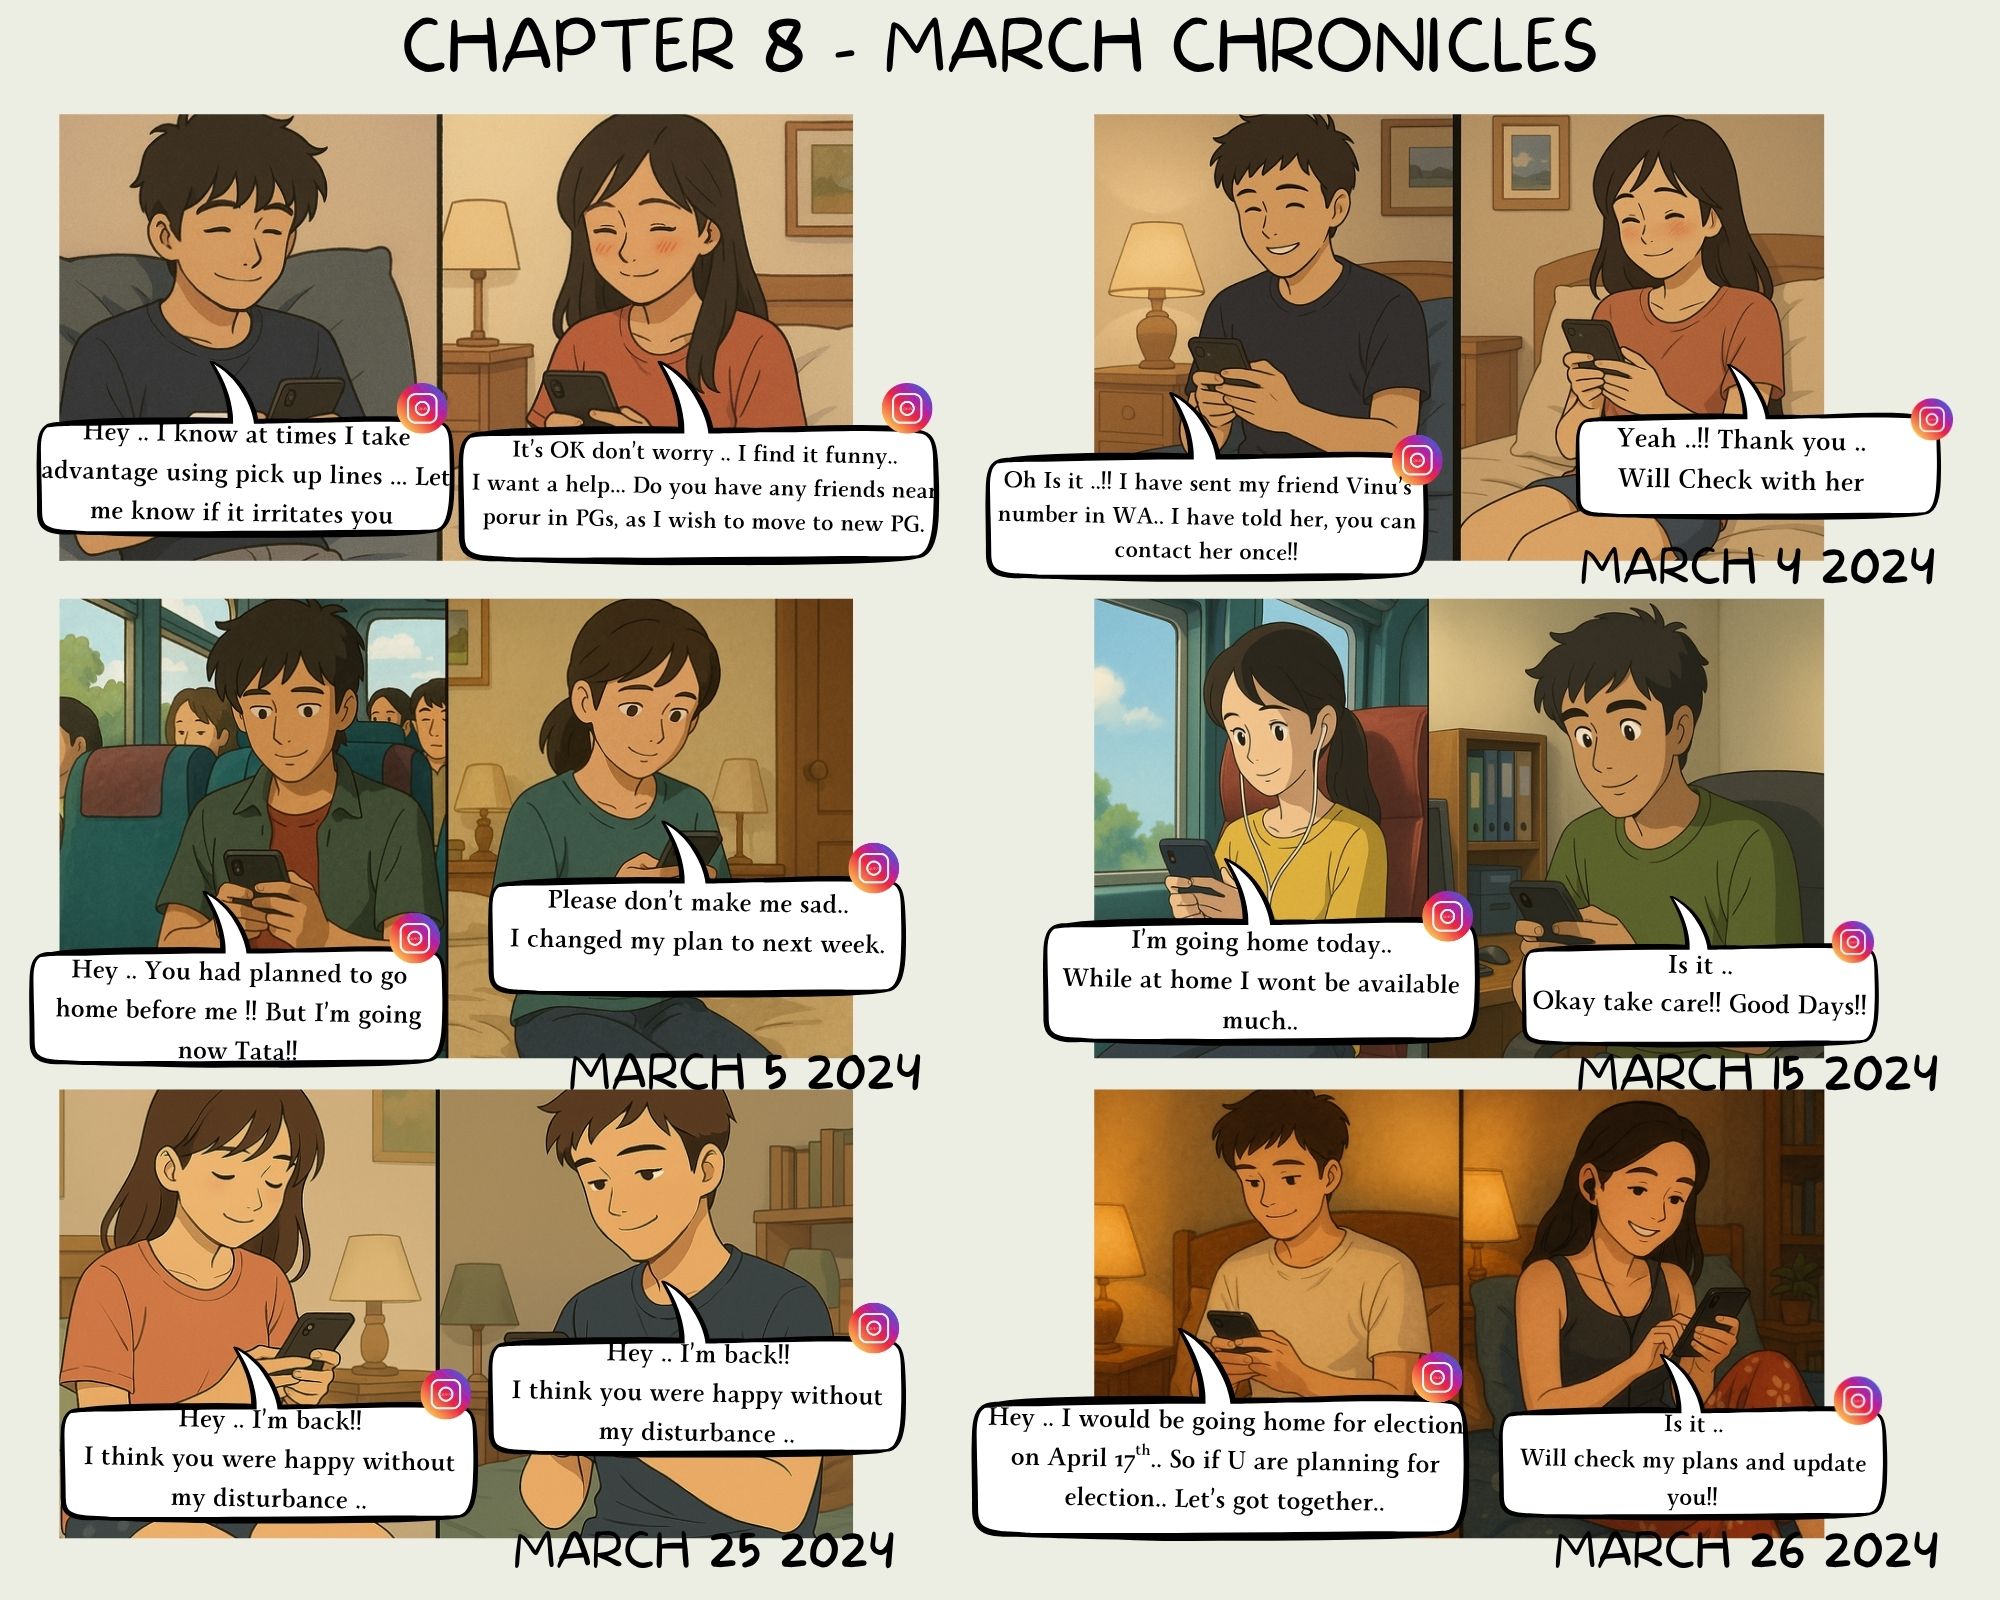 CHAPTER 8 - MARCH CHRONICLES
Hey .. I know at times I take
advantage using pick up lines ... Let
me know if it irritates you
It's OK don't worry .. I find it funny..
I want a help... Do you have any friends near
porur in PGs, as I wish to move to new PG.
Oh Is it ..!! I have sent my friend Vinu's
number in WA.. I have told her, you can
contact her once!!
Yeah ..!! Thank you ..
Will Check with her
MARCH 4 2024
Hey .. You had planned to go
home before me !! But I'm going
now Tata!!
Please don't make me sad..
I changed my plan to next week.
MARCH 5 2024
I'm going home today..
While at home I wont be available
much..
Is it ..
Okay take care!! Good Days!!
MARCH 15 2024
Hey .. I'm back!!
I think you were happy without
my disturbance ..
Hey .. I'm back!!
I think you were happy without
my disturbance ..
MARCH 25 2024
Hey .. I would be going home for election
on April 17th.. So if U are planning for
election.. Let's got together..
Is it ..
Will check my plans and update
you!!
MARCH 26 2024